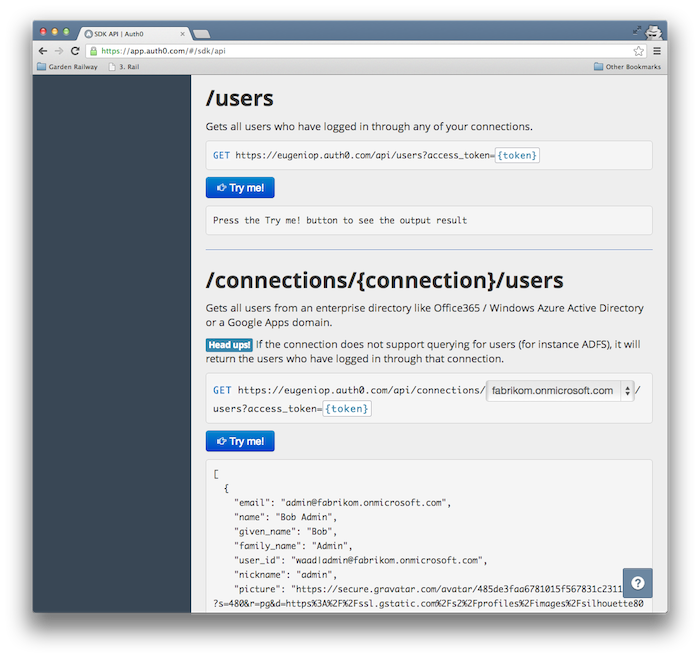 SDK API | Auth0
https://app.auth0.com/#/sdk/api
Garden Railway 3. Rail Other Bookmarks
/users
Gets all users who have logged in through any of your connections.
GET https://eugeniop.auth0.com/api/users?access_token={token}
Try me!
Press the Try me! button to see the output result
/connections/{connection}/users
Gets all users from an enterprise directory like Office365 / Windows Azure Active Directory
or a Google Apps domain.
Head ups! If the connection does not support querying for users (for instance ADFS), it will
return the users who have logged in through that connection.
GET https://eugeniop.auth0.com/api/connections/ fabrikom.onmicrosoft.com /
users?access_token={token}
Try me!
[
{
"email": "admin@fabrikom.onmicrosoft.com",
"name": "Bob Admin",
"given_name": "Bob",
"family_name": "Admin",
"user_id": "waad|admin@fabrikom.onmicrosoft.com",
"nickname": "admin",
"picture": "https://secure.gravatar.com/avatar/485de3faa6781015f567831c2311
?s=480&r=pg&d=https%3A%2F%2Fssl.gstatic.com%2Fs2%2Fprofiles%2Fimages%2Fsilhouette80
?